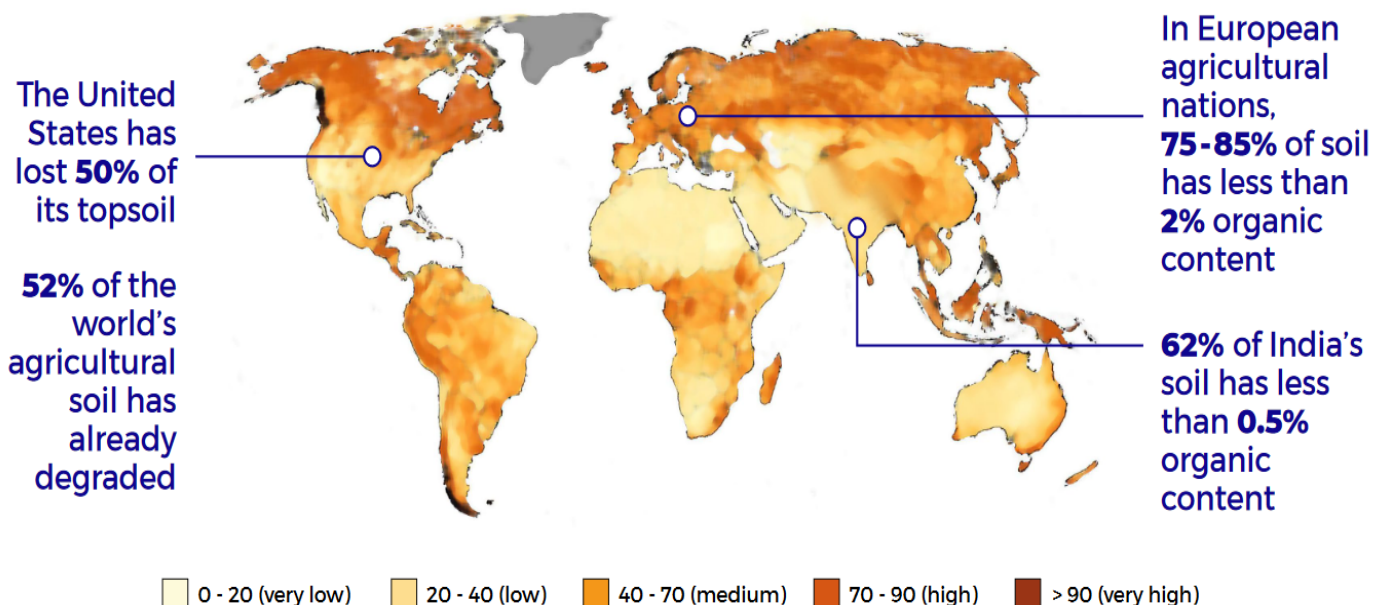 The United
States has
lost 50% of
its topsoil
52% of the
world's
agricultural
soil has
already
degraded
In European
agricultural
nations,
75-85% of soil
has less than
2% organic
content
62% of India's
soil has less
than 0.5%
organic
content
0 - 20 (very low)
20 - 40 (low)
40 - 70 (medium)
70 - 90 (high)
> 90 (very high)